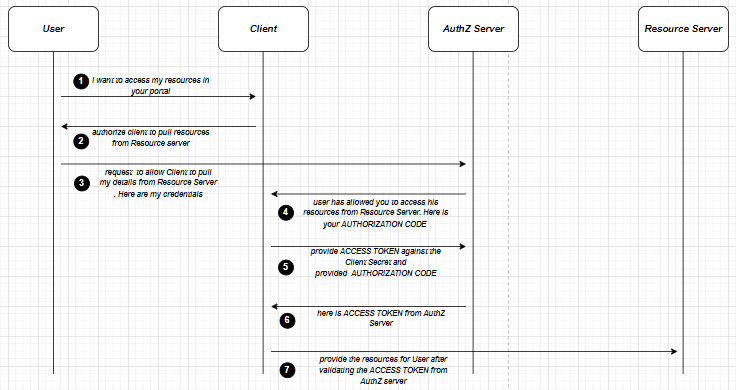 User
Client
AuthZ Server
Resource Server
1
I want to access my resources in
your portal
2
authorize client to pull resources
from Resource server
3
request to allow Client to pull
my details from Resource Server
. Here are my credentials
4
user has allowed you to access his
resources from Resource Server. Here is
your AUTHORIZATION CODE
5
provide ACCESS TOKEN against the
Client Secret and
provided AUTHORIZATION CODE
6
here is ACCESS TOKEN from AuthZ
Server
7
provide the resources for User after
validating the ACCESS TOKEN from
AuthZ server